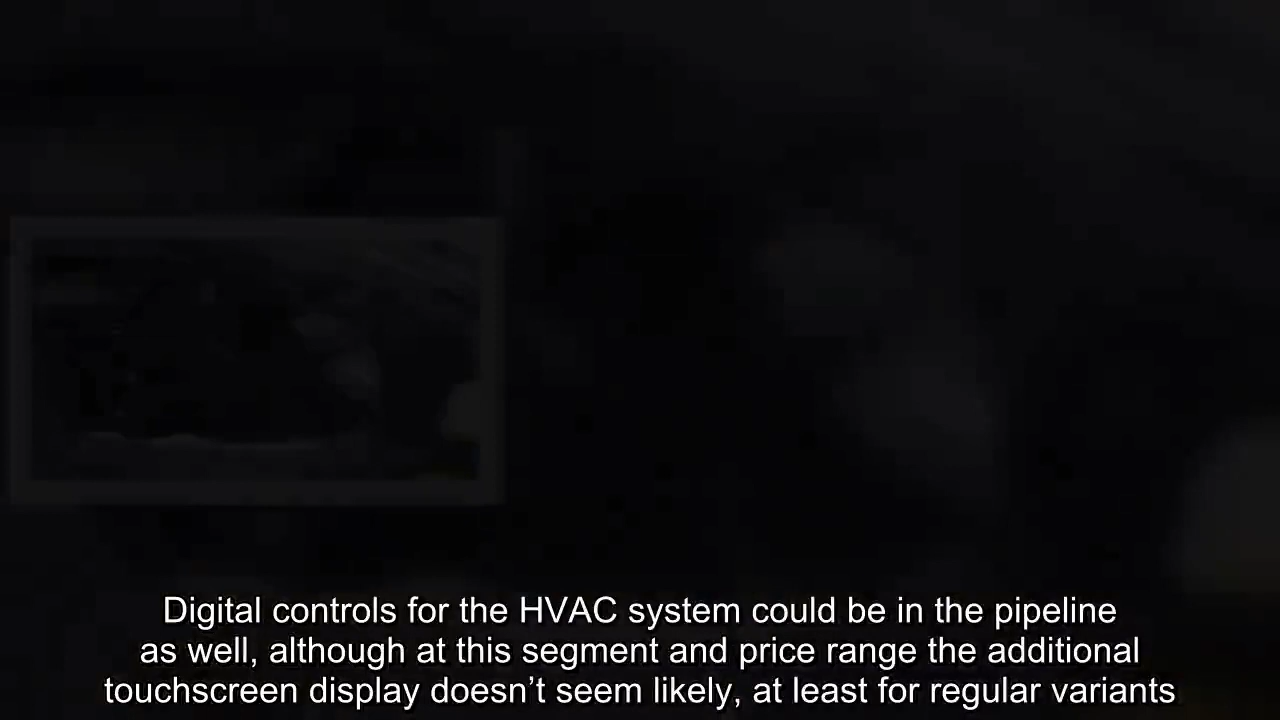 Digital controls for the HVAC system could be in the pipeline
as well, although at this segment and price range the additional
touchscreen display doesn’t seem likely, at least for regular variants